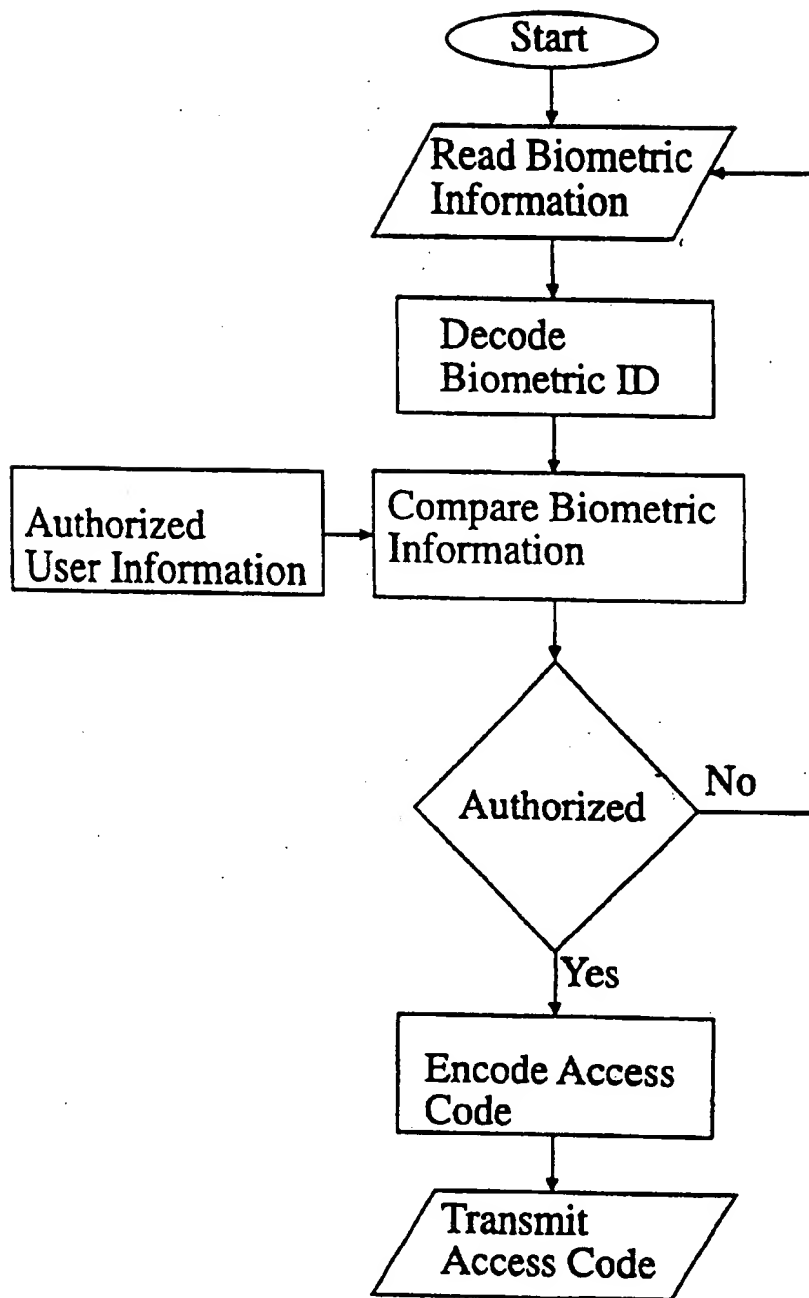 Start
Read Biometric
Information
Decode
Biometric ID
Authorized
User Information
Compare Biometric
Information
Authorized
No
Yes
Encode Access
Code
Transmit
Access Code